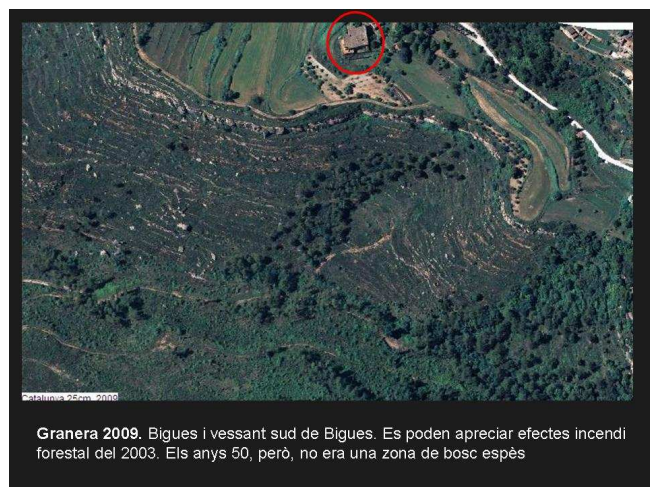 Catalunya 25cm, 2009
Granera 2009. Bigues i vessant sud de Bigues. Es poden apreciar efectes incendi
forestal del 2003. Els anys 50, però, no era una zona de bosc espès